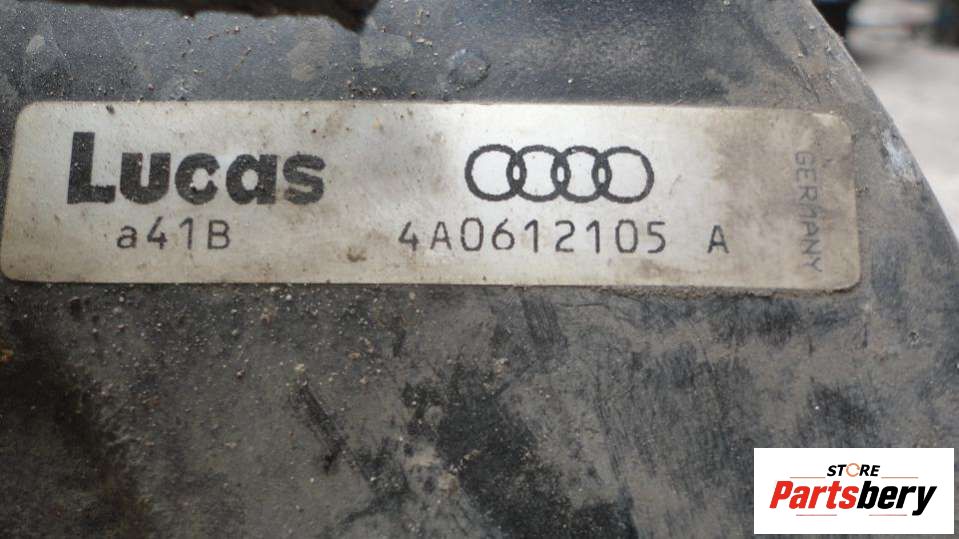 Lucas
a41B
4A0612105 A
GERMANY
STORE
Partsbery